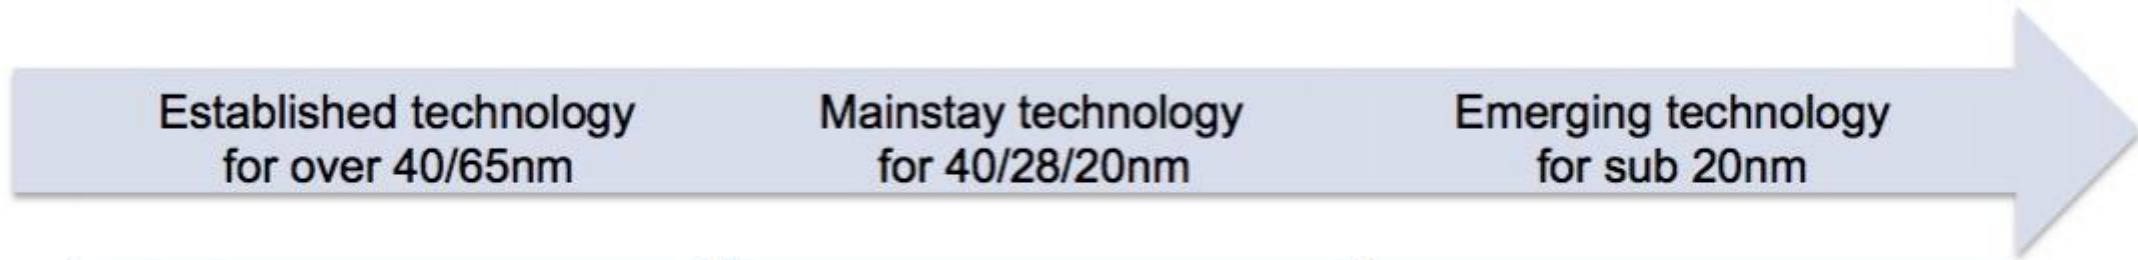 Established technology
for over 40/65nm
Mainstay technology
for 40/28/20nm
Emerging technology
for sub 20nm